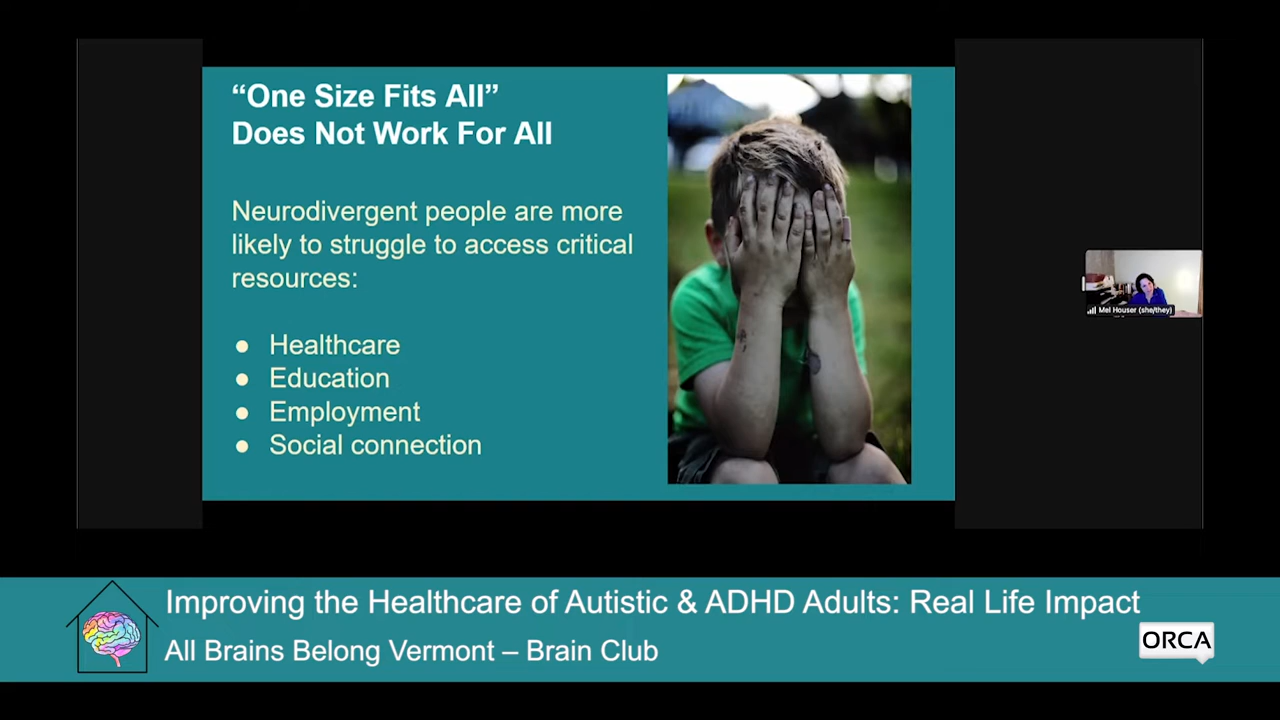 “One Size Fits All”
Does Not Work For All
Neurodivergent people are more
likely to struggle to access critical
resources:
● Healthcare
● Education
● Employment
● Social connection
Mel Houser (she/they)
Improving the Healthcare of Autistic & ADHD Adults: Real Life Impact
All Brains Belong Vermont – Brain Club
ORCA